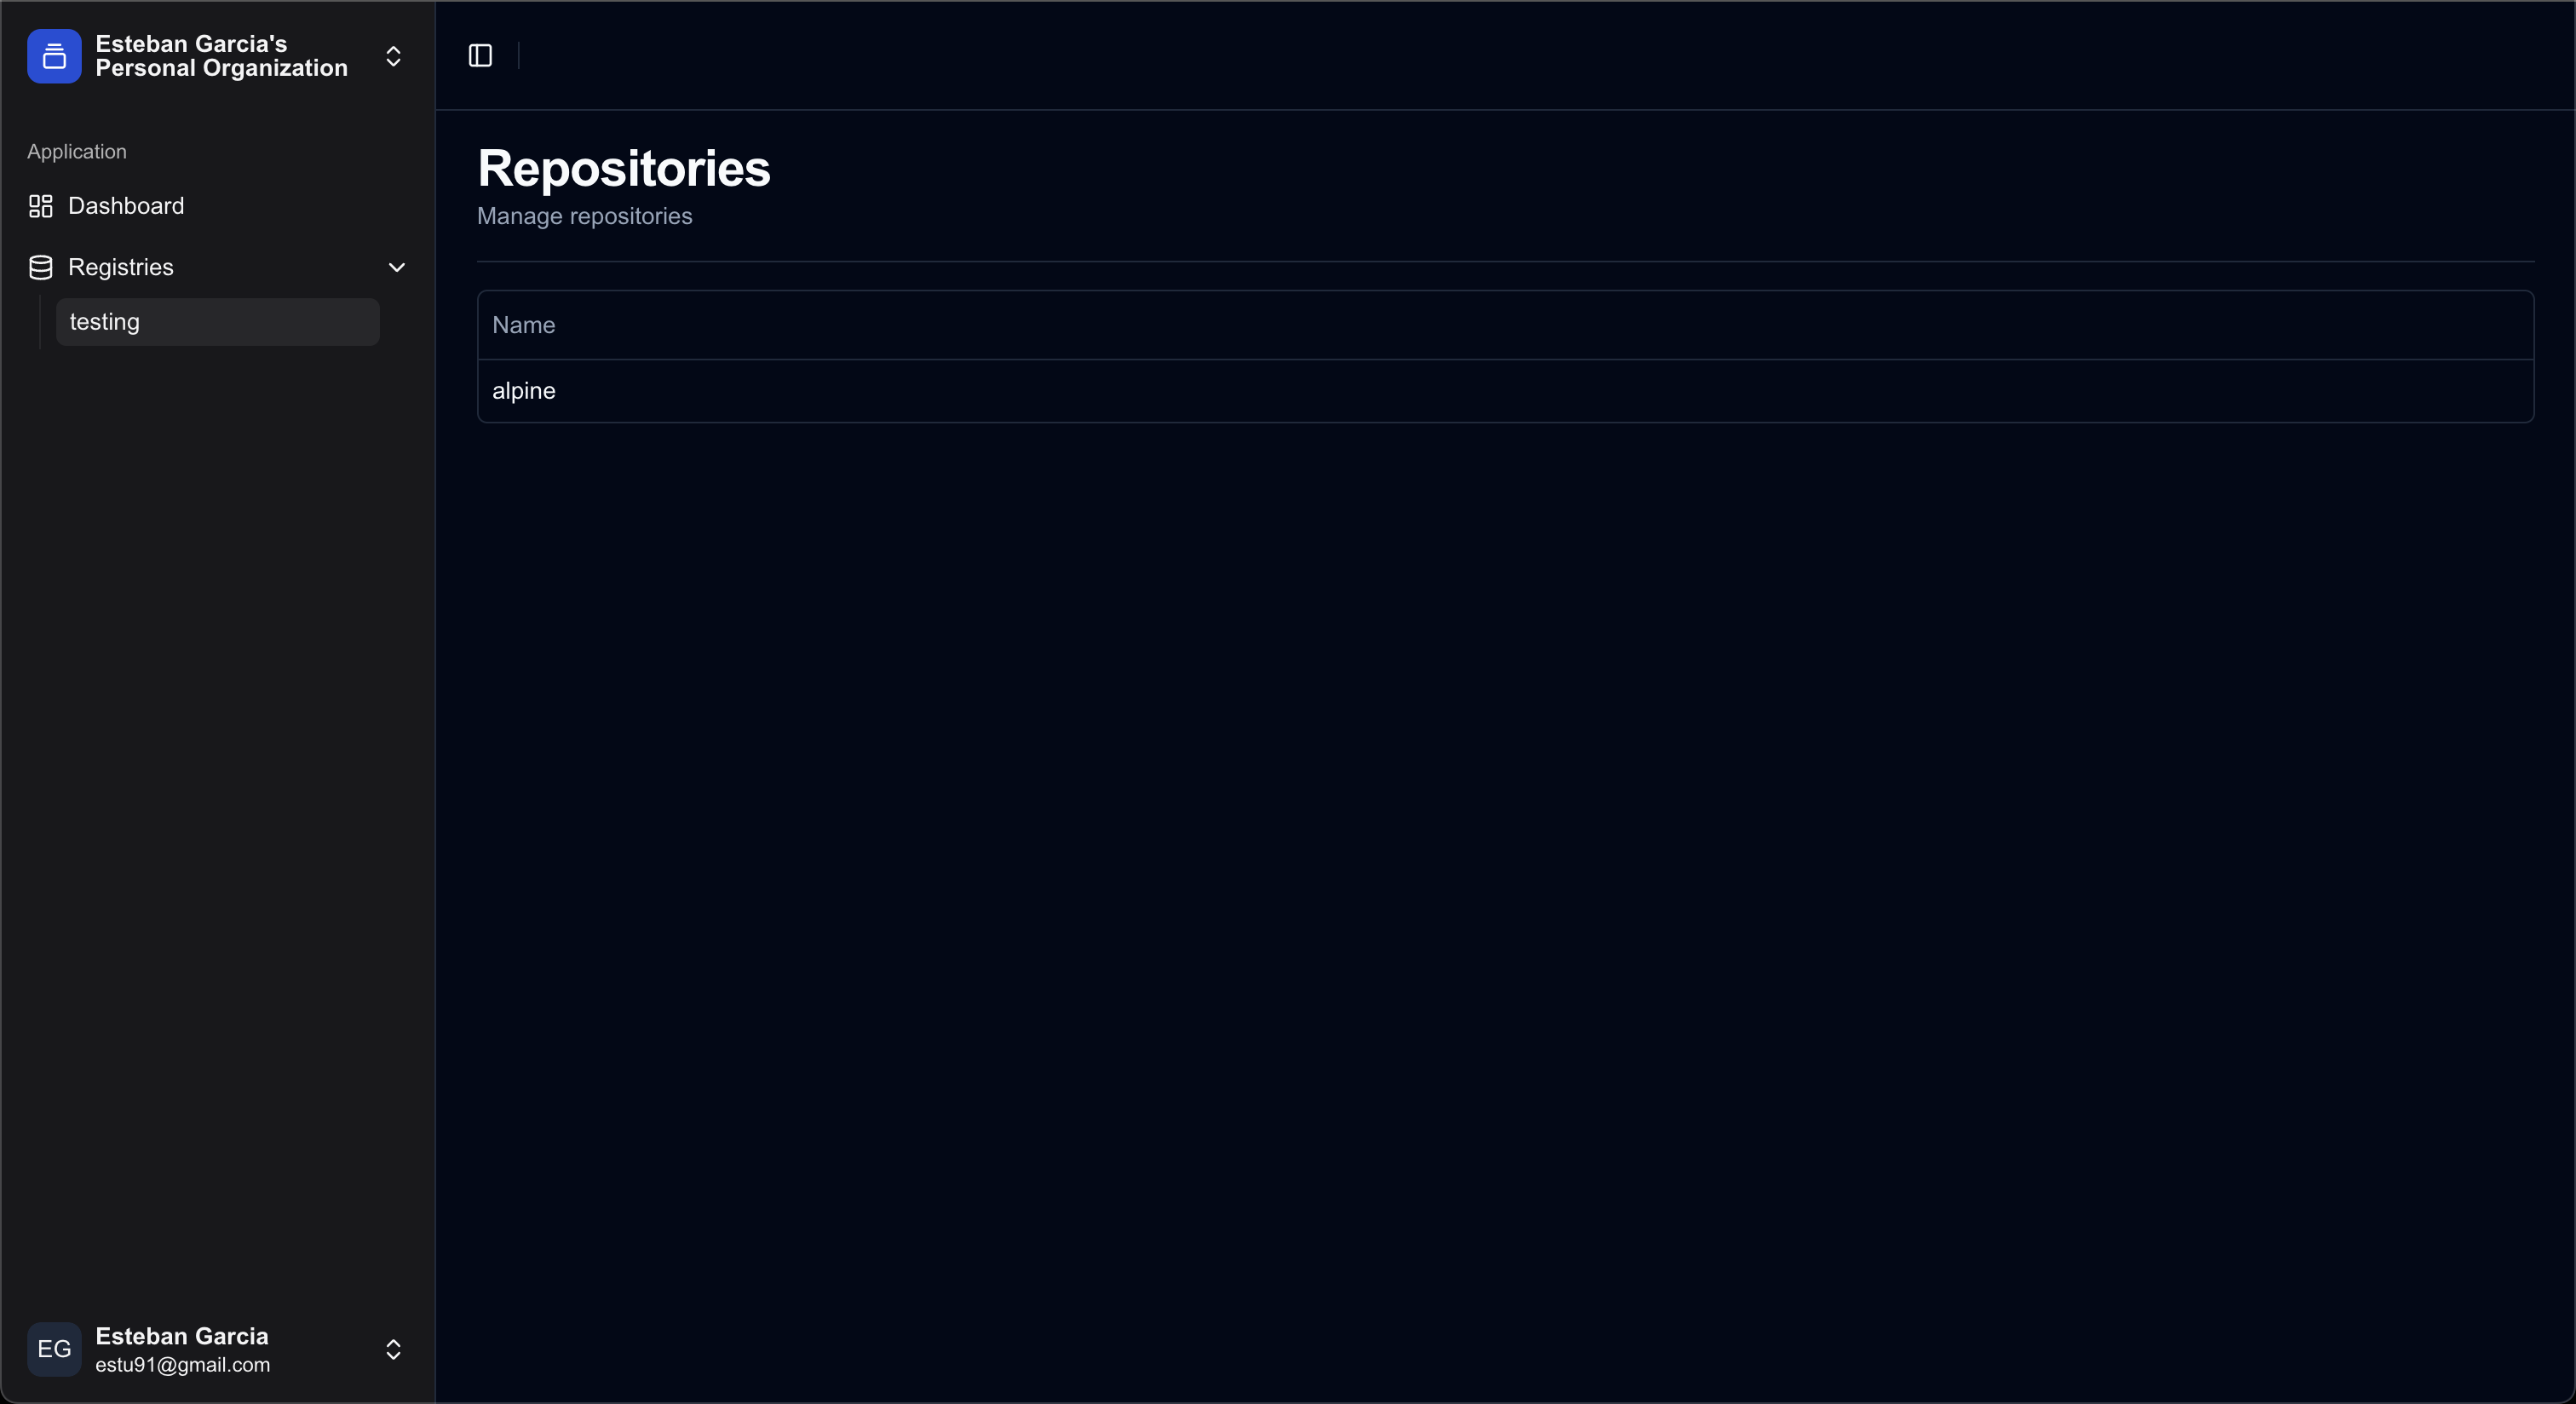 Esteban Garcia's
Personal Organization
Application
Dashboard
Registries
testing
EG
Esteban Garcia
estu91@gmail.com
Repositories
Manage repositories
Name
alpine